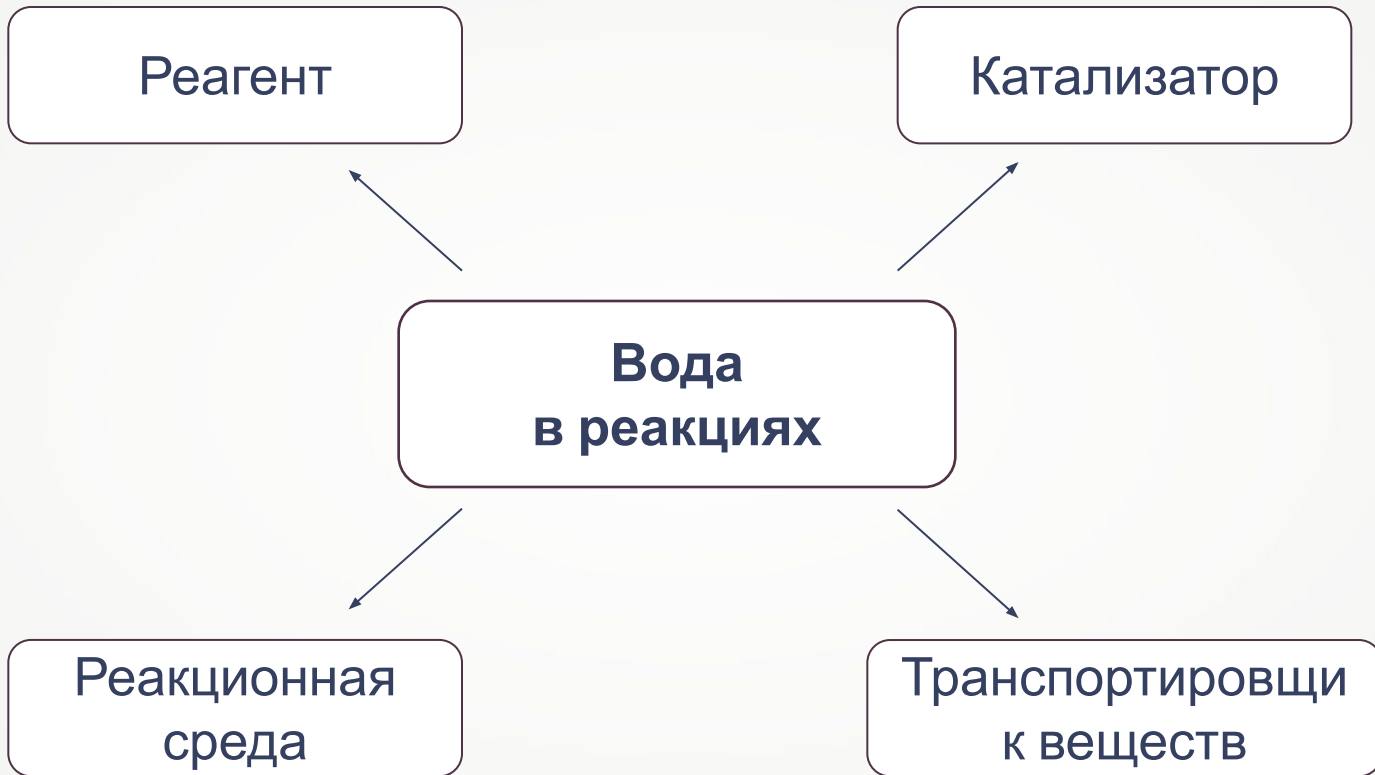 Реагент
Катализатор
Вода
в реакциях
Реакционная
среда
Транспортировщи
к веществ